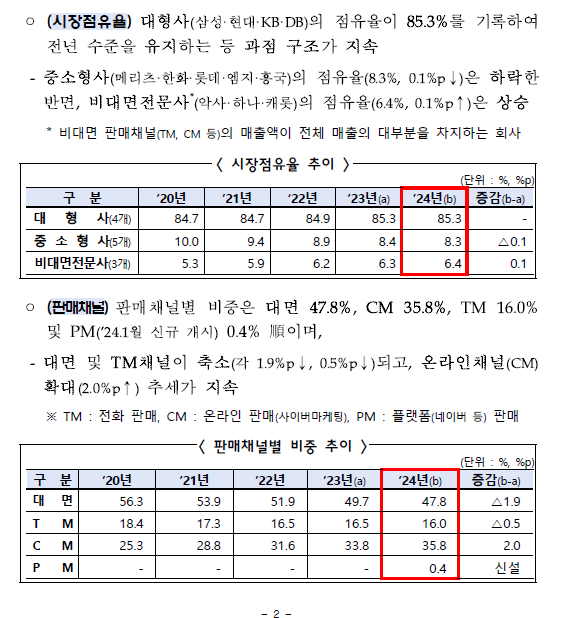 ○ (시장점유율) 대형사(삼성·현대·KB·DB)의 점유율이 85.3%를 기록하여
전년 수준을 유지하는 등 과점 구조가 지속
- 중소형사(메리츠·한화·롯데·엠지·흥국)의 점유율(8.3%, 0.1%p↓)은 하락한
반면, 비대면전문사*(악사·하나·캐롯)의 점유율(6.4%, 0.1%p↑)은 상승
* 비대면 판매채널(TM, CM 등)의 매출액이 전체 매출의 대부분을 차지하는 회사
< 시장점유율 추이 >
(단위 : %, %p)
구 분 '20년 '21년 '22년 '23년(a) '24년(b) 증감(b-a)
대 형 사(4개) 84.7 84.7 84.9 85.3 85.3 -
중 소 형 사(5개) 10.0 9.4 8.9 8.4 8.3 △0.1
비대면전문사(3개) 5.3 5.9 6.2 6.3 6.4 0.1
○ (판매채널) 판매채널별 비중은 대면 47.8%, CM 35.8%, TM 16.0%
및 PM('24.1월 신규 개시) 0.4% 順이며,
- 대면 및 TM채널이 축소(각 1.9%p↓, 0.5%p↓)되고, 온라인채널(CM)
확대(2.0%p↑) 추세가 지속
※ TM : 전화 판매, CM : 온라인 판매(사이버마케팅), PM : 플랫폼(네이버 등) 판매
< 판매채널별 비중 추이 >
(단위 : %, %p)
구 분 '20년 '21년 '22년 '23년(a) '24년(b) 증감(b-a)
대 면 56.3 53.9 51.9 49.7 47.8 △1.9
T M 18.4 17.3 16.5 16.5 16.0 △0.5
C M 25.3 28.8 31.6 33.8 35.8 2.0
P M - - - - 0.4 신설
- 2 -